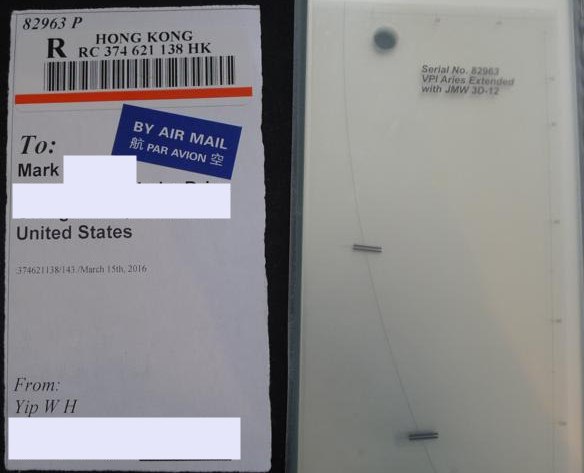 82963 P
HONG KONG
R RC 374 621 138 HK
BY AIR MAIL
航 PAR AVION 空
To:
Mark
United States
374621138/143 /March 15th, 2016
From:
Yip W H
Serial No. 82963
VPI Aries Extended
with JMW 3D-12